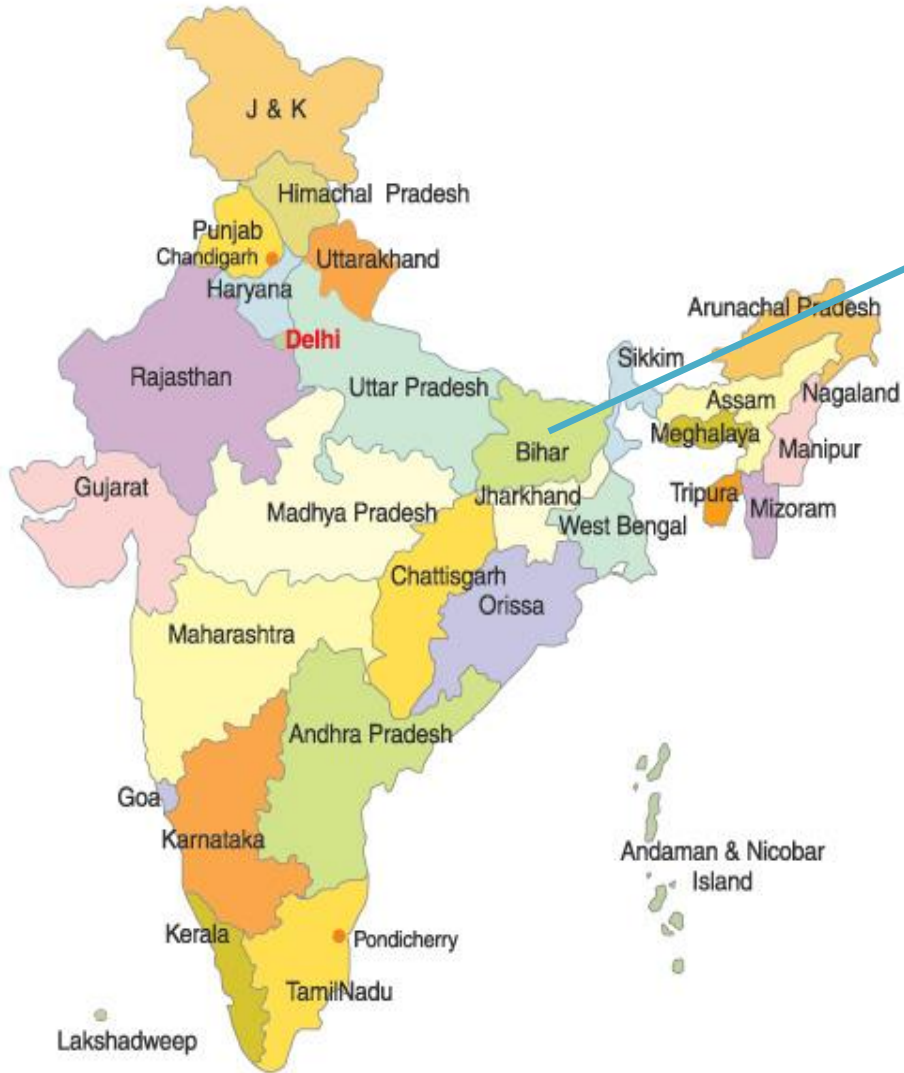 J & K
Himachal Pradesh
Punjab
Chandigarh
Uttarakhand
Haryana
Arunachal Pradesh
Delhi
Sikkim
Rajasthan
Uttar Pradesh
Nagaland
Assam
Meghalaya
Manipur
Bihar
Gujarat
Jharkhand
Tripura
Mizoram
Madhya Pradesh
West Bengal
Chattisgarh
Orissa
Maharashtra
Andhra Pradesh
Goa
Karnataka
Andaman & Nicobar
Island
Kerala
Pondicherry
TamilNadu
Lakshadweep